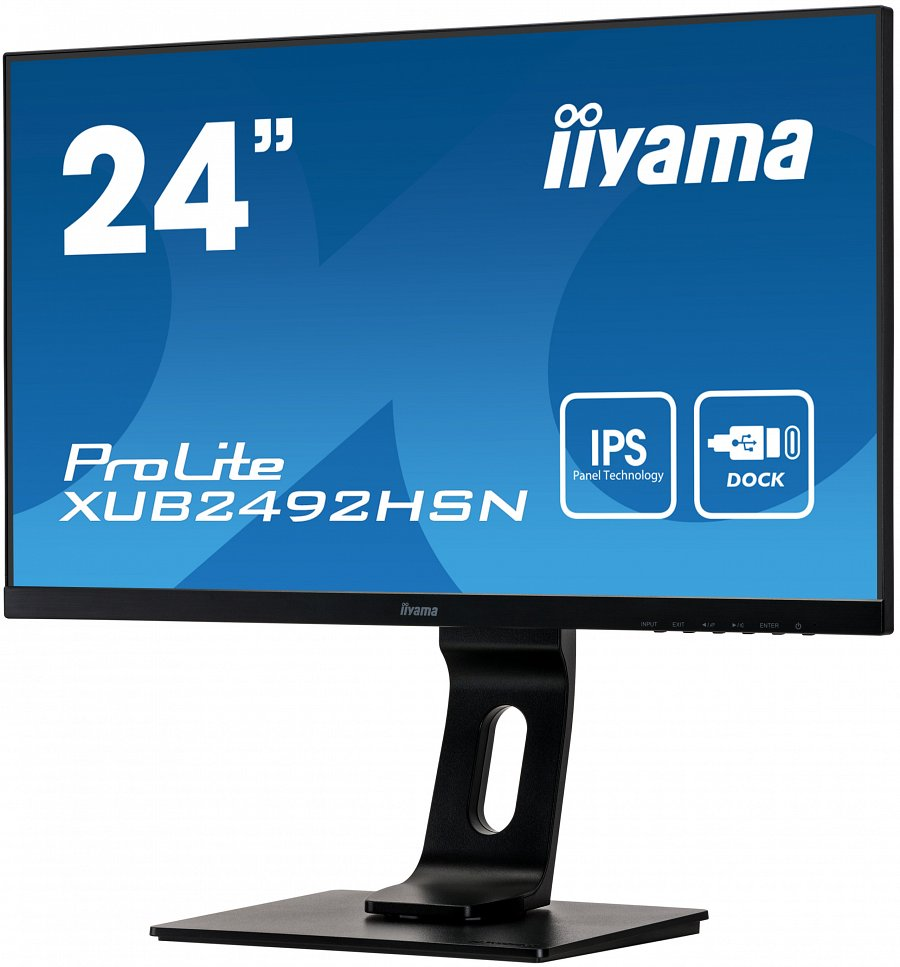 24”
iiyama
ProLite
XUB2492HSN
IPS
Panel Technology
DOCK
iiyama
INPUT EXIT ENTER